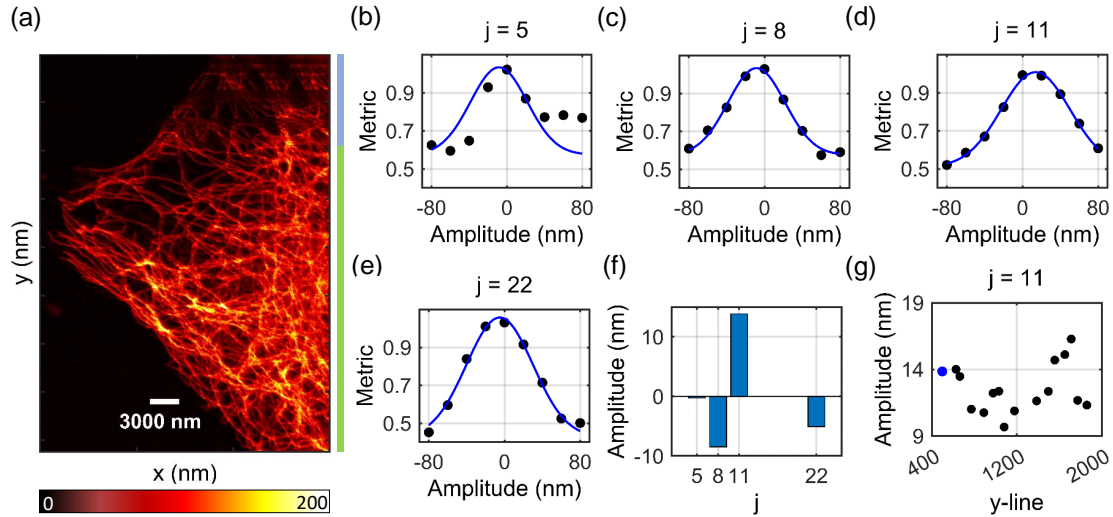 (a)
y (nm)
3000 nm
x (nm)
0
200
(b)
j = 5
Metric
0.9
0.7
0.5
-80
0
80
Amplitude (nm)
(c)
j = 8
Metric
0.9
0.7
0.5
-80
0
80
Amplitude (nm)
(d)
j = 11
Metric
0.9
0.7
0.5
-80
0
80
Amplitude (nm)
(e)
j = 22
Metric
0.9
0.7
0.5
-80
0
80
Amplitude (nm)
(f)
Amplitude (nm)
10
0
-10
5
8
11
22
j
(g)
j = 11
Amplitude (nm)
19
14
9
400
1200
2000
y-line